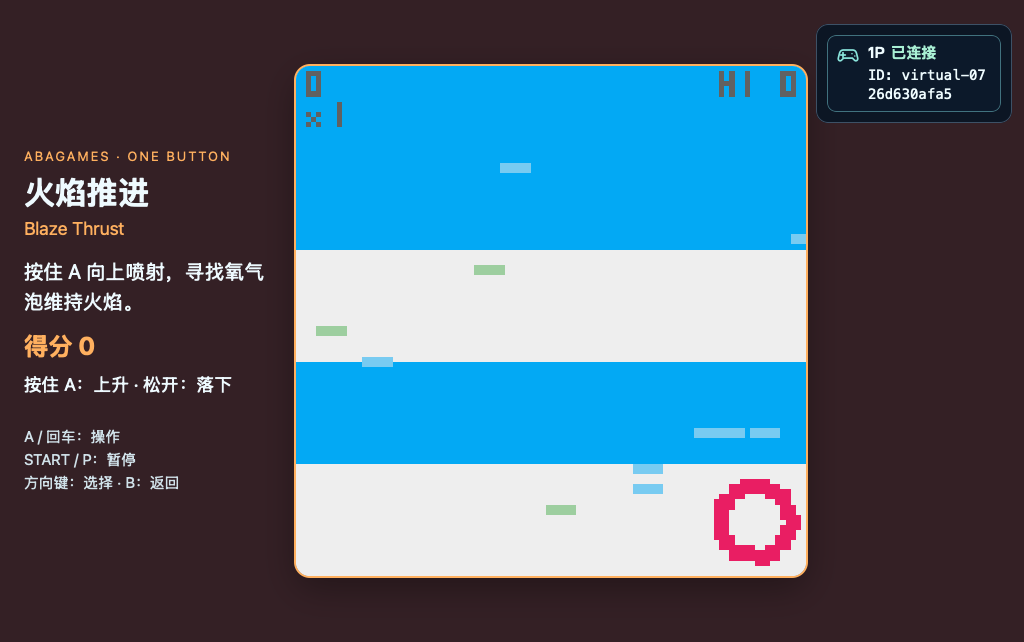 ABAGAMES · ONE BUTTON
火焰推进
Blaze Thrust
按住 A 向上喷射，寻找氧气
泡维持火焰。
得分 0
按住 A：上升 · 松开：落下
A / 回车：操作
START / P：暂停
方向键：选择 · B：返回
0
HI 0
x1
1P 已连接
ID: virtual-07
26d630afa5